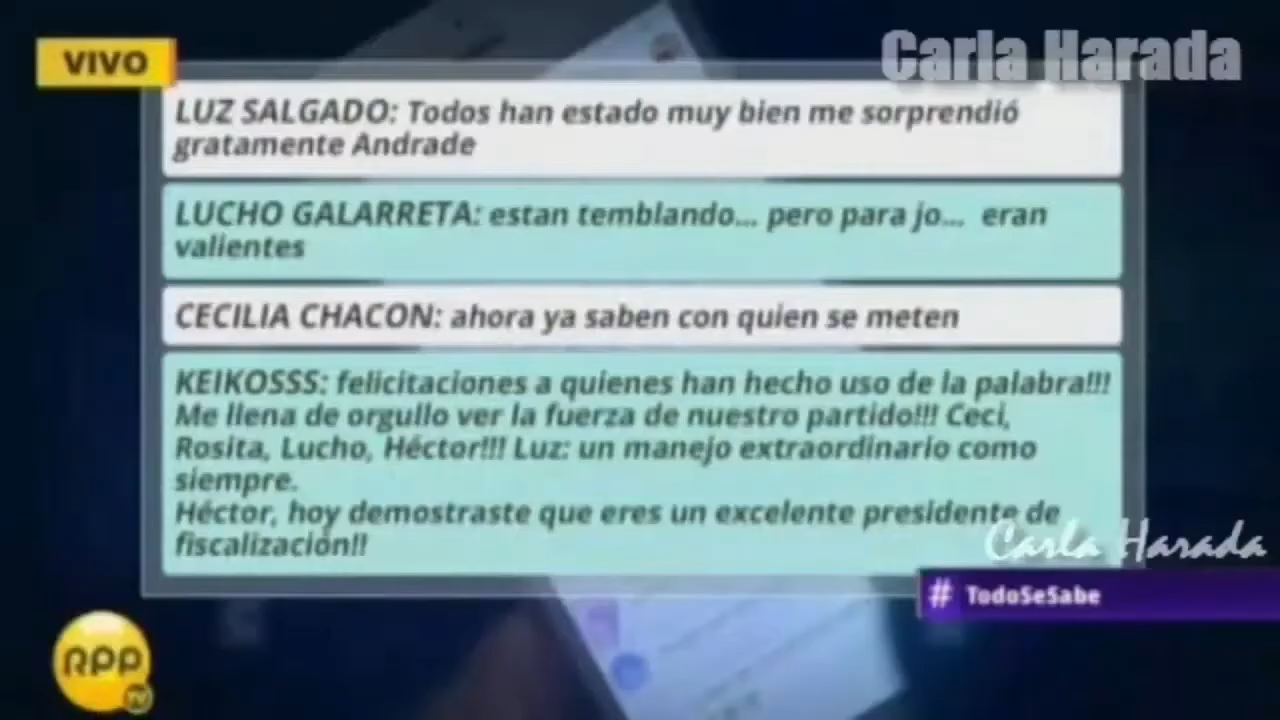 VIVO
Carla Harada
LUZ SALGADO: Todos han estado muy bien me sorprendió
gratamente Andrade
LUCHO GALARRETA: estan temblando... pero para jo... eran
valientes
CECILIA CHACON: ahora ya saben con quien se meten
KEIKOSSS: felicitaciones a quienes han hecho uso de la palabra!!!
Me llena de orgullo ver la fuerza de nuestro partido!!! Ceci,
Rosita, Lucho, Héctor!!! Luz: un manejo extraordinario como
siempre.
Héctor, hoy demostraste que eres un excelente presidente de
fiscalización!!
Carla Harada
# TodoSeSabe
RPP
TV